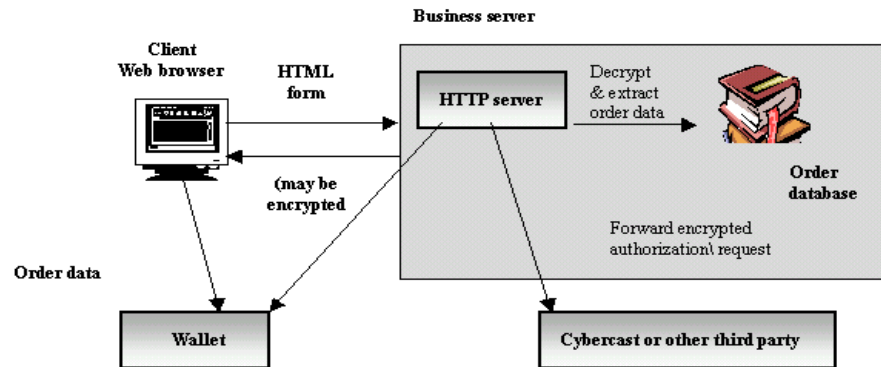 Business server
Client
Web browser
HTML
form
HTTP server
Decrypt
& extract
order data
(may be
encrypted
Order
database
Forward encrypted
authorization\ request
Order data
Wallet
Cybercast or other third party